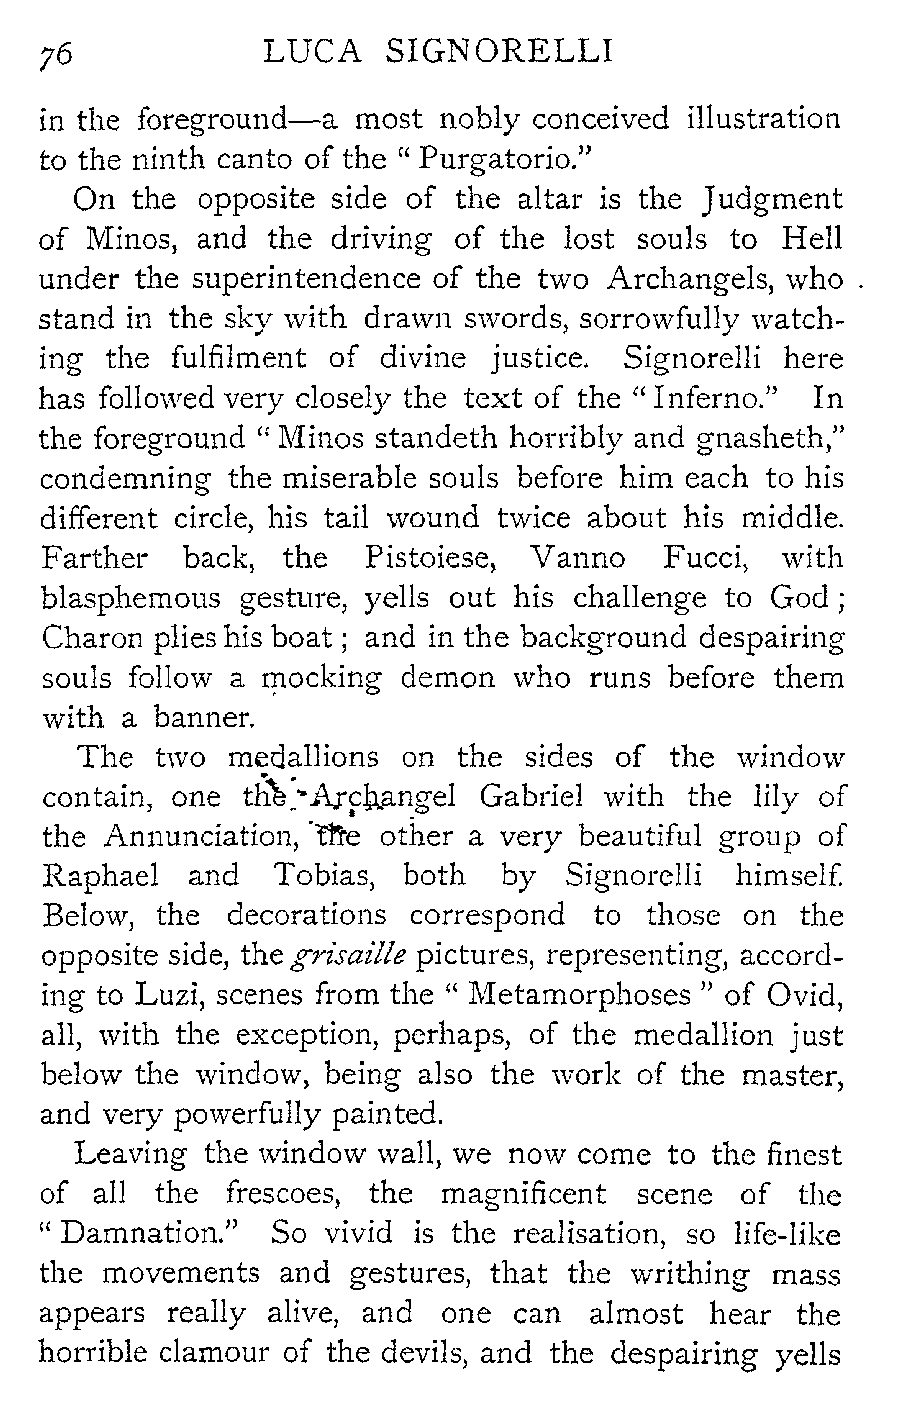 76 LUCA SIGNORELLI
in the foreground—a most nobly conceived illustration
to the ninth canto of the “ Purgatorio.”
On the opposite side of the altar is the Judgment
of Minos, and the driving of the lost souls to Hell
under the superintendence of the two Archangels, who .
stand in the sky with drawn swords, sorrowfully watch-
ing the fulfilment of divine justice. Signorelli here
has followed very closely the text of the “ Inferno.” In
the foreground “ Minos standeth horribly and gnasheth,”
condemning the miserable souls before him each to his
different circle, his tail wound twice about his middle.
Farther back, the Pistoiese, Vanno Fucci, with
blasphemous gesture, yells out his challenge to God ;
Charon plies his boat ; and in the background despairing
souls follow a mocking demon who runs before them
with a banner.
The two medallions on the sides of the window
contain, one the Archangel Gabriel with the lily of
the Annunciation, the other a very beautiful group of
Raphael and Tobias, both by Signorelli himself.
Below, the decorations correspond to those on the
opposite side, the grisaille pictures, representing, accord-
ing to Luzi, scenes from the “ Metamorphoses ” of Ovid,
all, with the exception, perhaps, of the medallion just
below the window, being also the work of the master,
and very powerfully painted.
Leaving the window wall, we now come to the finest
of all the frescoes, the magnificent scene of the
“ Damnation.” So vivid is the realisation, so life-like
the movements and gestures, that the writhing mass
appears really alive, and one can almost hear the
horrible clamour of the devils, and the despairing yells